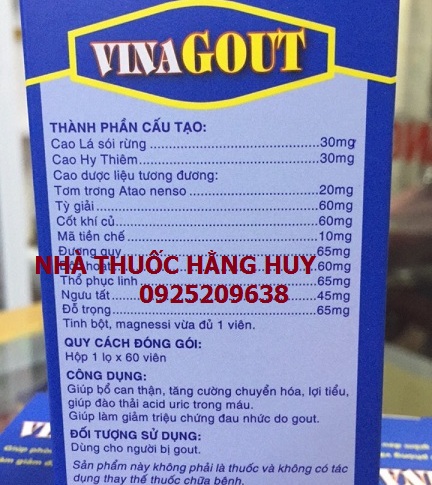 VINAGOUT
THÀNH PHẦN CẤU TẠO:
Cao Lá sói rừng ........ 30mg
Cao Hy Thiêm ........ 30mg
Cao dược liệu tương đương:
Tơm trơng Atao nenso ........ 20mg
Tỳ giải ........ 60mg
Cốt khí củ ........ 60mg
Mã tiền chế ........ 10mg
Đương quy ........ 65mg
NHÀ THUỐC HẰNG HUY
hoạt ........ 60mg
Thổ phục linh ........ 65mg
0925209638
Ngưu tất ........ 45mg
Đỗ trọng ........ 65mg
Tinh bột, magnessi vừa đủ 1 viên.
QUY CÁCH ĐÓNG GÓI:
Hộp 1 lọ x 60 viên
CÔNG DỤNG:
Giúp bổ can thận, tăng cường chuyển hóa, lợi tiểu,
giúp đào thải acid uric trong máu.
Giúp làm giảm triệu chứng đau nhức do gout.
ĐỐI TƯỢNG SỬ DỤNG:
Dùng cho người bị gout.
Sản phẩm này không phải là thuốc và không có tác
dụng thay thế thuốc chữa bệnh.
VINA